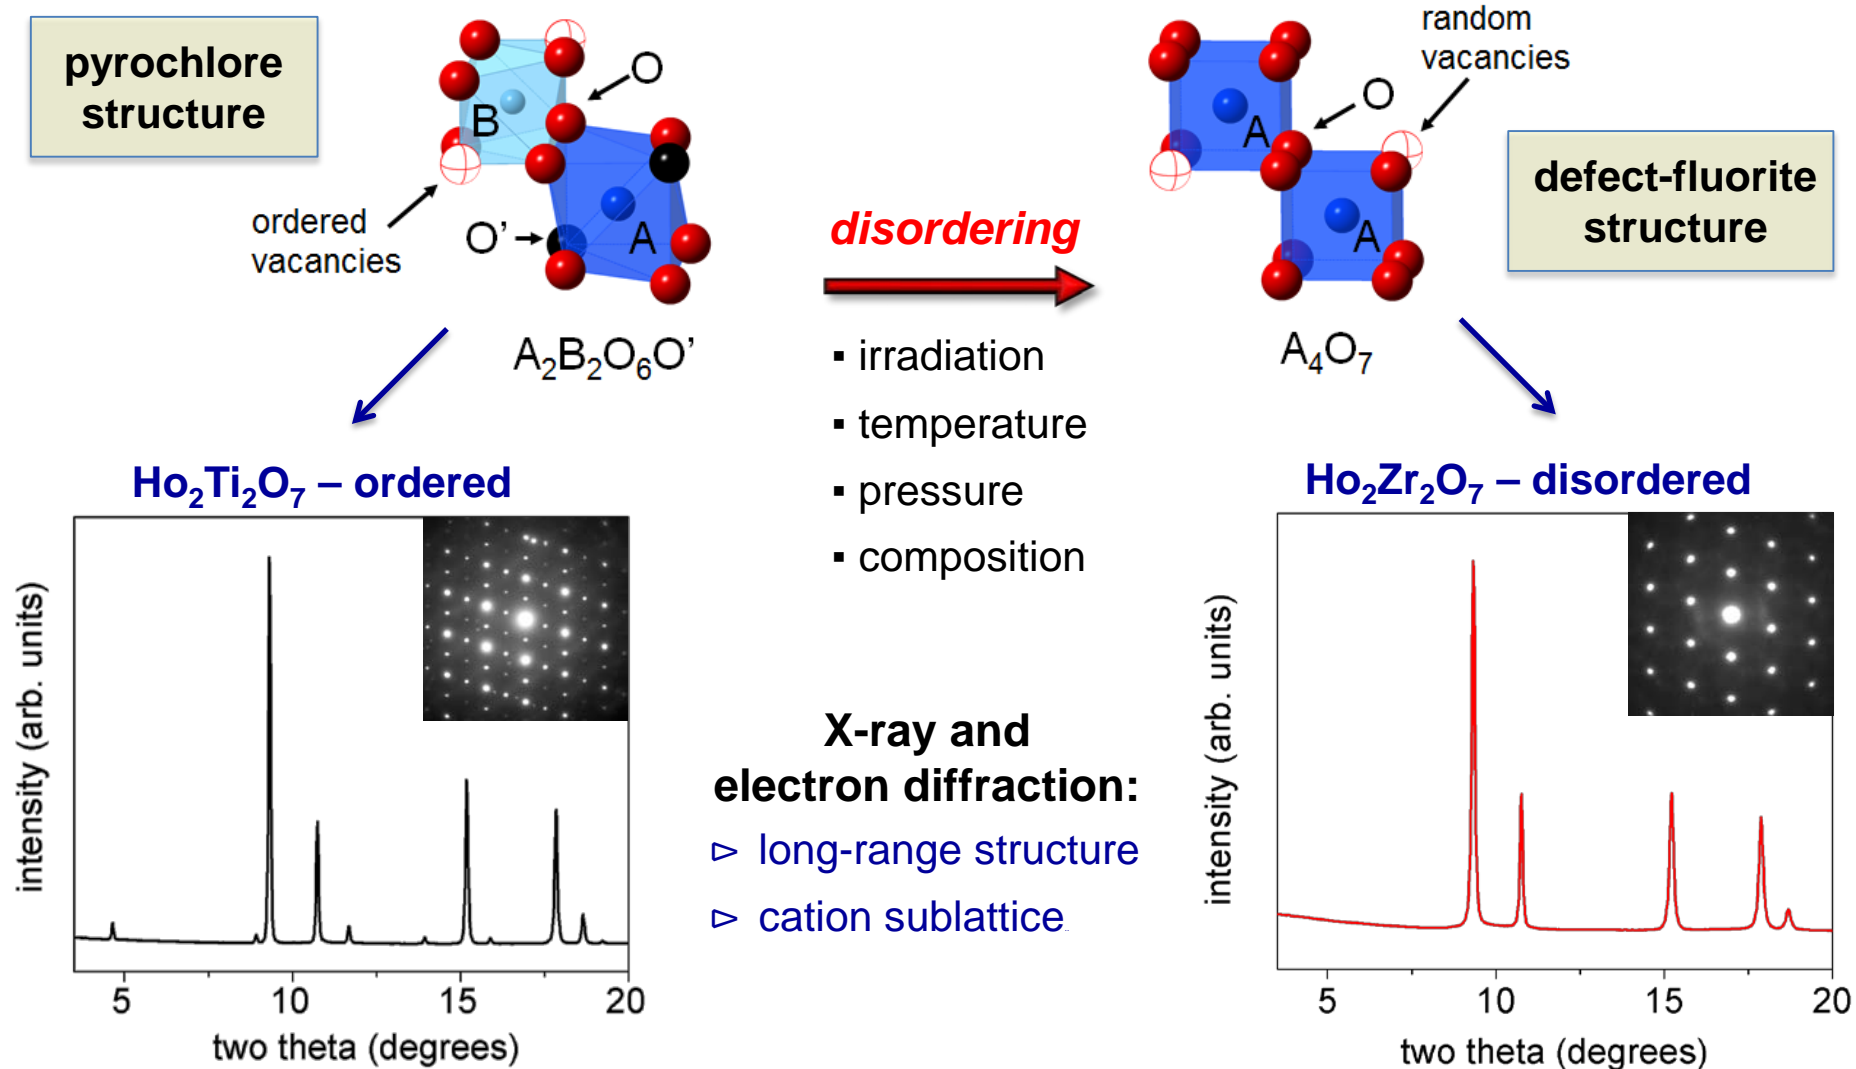 pyrochlore
structure
B
O
ordered
vacancies
O’
A
A₂B₂O₆O’
disordering
▪ irradiation
▪ temperature
▪ pressure
▪ composition
random
vacancies
O
A
A
A₄O₇
defect-fluorite
structure
Ho₂Ti₂O₇ – ordered
intensity (arb. units)
5
10
15
20
two theta (degrees)
X-ray and
electron diffraction:
⊳ long-range structure
⊳ cation sublattice
Ho₂Zr₂O₇ – disordered
intensity (arb. units)
5
10
15
20
two theta (degrees)